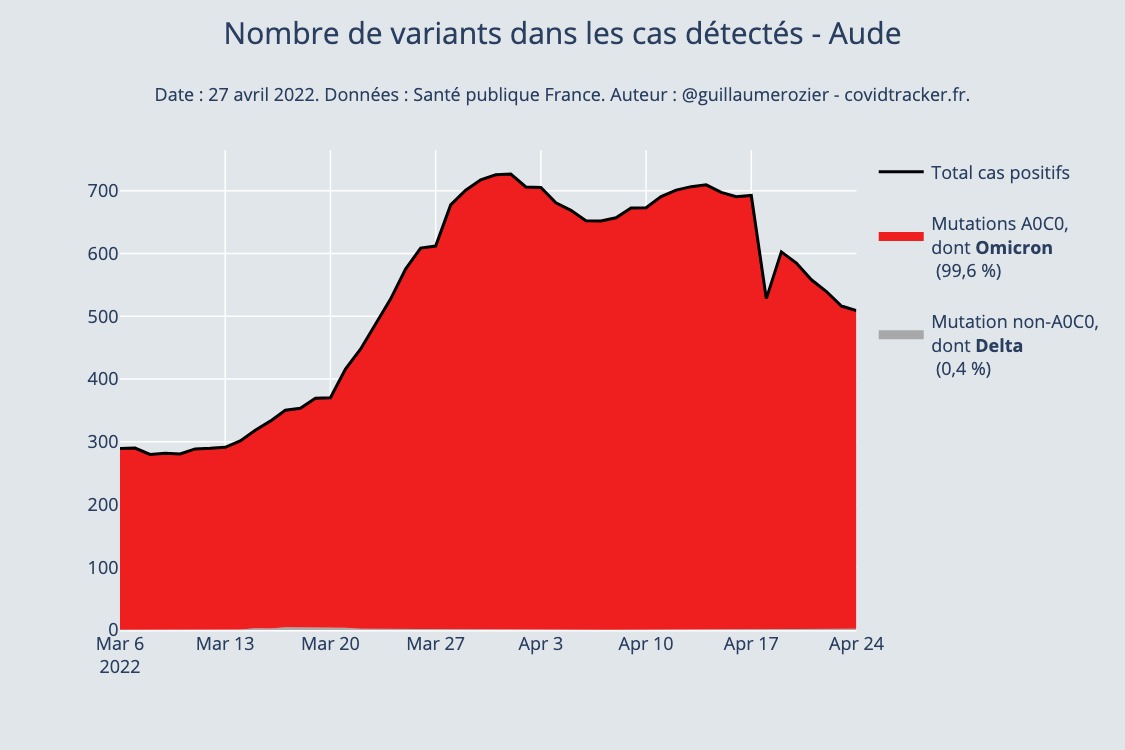 Nombre de variants dans les cas détectés - Aude
Date : 27 avril 2022. Données : Santé publique France. Auteur : @guillaumerozier - covidtracker.fr.
Total cas positifs
Mutations A0C0,
dont Omicron
(99,6 %)
Mutation non-A0C0,
dont Delta
(0,4 %)
700
600
500
400
300
200
100
0
Mar 6 Mar 13 Mar 20 Mar 27 Apr 3 Apr 10 Apr 17 Apr 24
2022